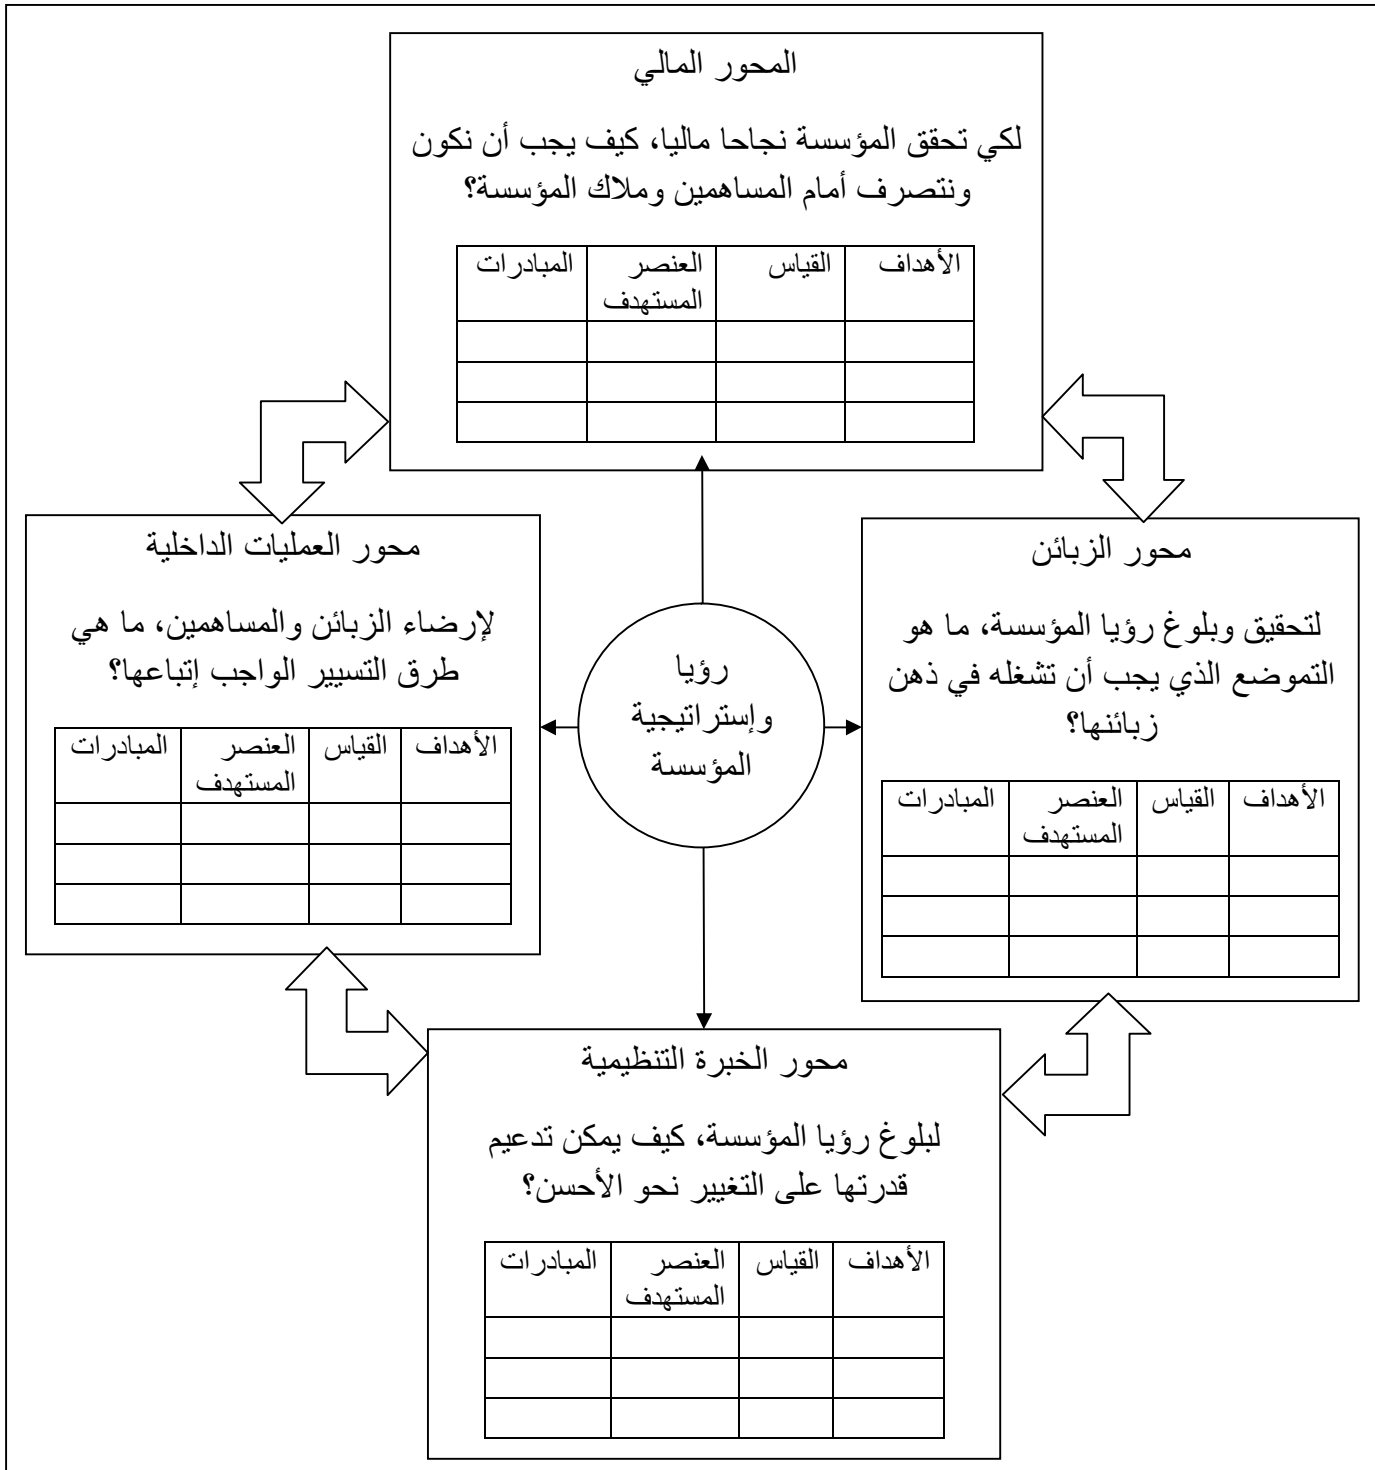 المحور المالي
لكي تحقق المؤسسة نجاحا ماليا، كيف يجب أن نكون
ونتصرف أمام المساهمين وملاك المؤسسة؟
الأهداف القياس العنصر المبادرات
المستهدف
محور الزبائن
لتحقيق وبلوغ رؤيا المؤسسة، ما هو
التموضع الذي يجب أن تشغله في ذهن
زبائنها؟
الأهداف القياس العنصر المبادرات
المستهدف
رؤيا
وإستراتيجية
المؤسسة
محور العمليات الداخلية
لإرضاء الزبائن والمساهمين، ما هي
طرق التسيير الواجب إتباعها؟
الأهداف القياس العنصر المبادرات
المستهدف
محور الخبرة التنظيمية
لبلوغ رؤيا المؤسسة، كيف يمكن تدعيم
قدرتها على التغيير نحو الأحسن؟
الأهداف القياس العنصر المبادرات
المستهدف